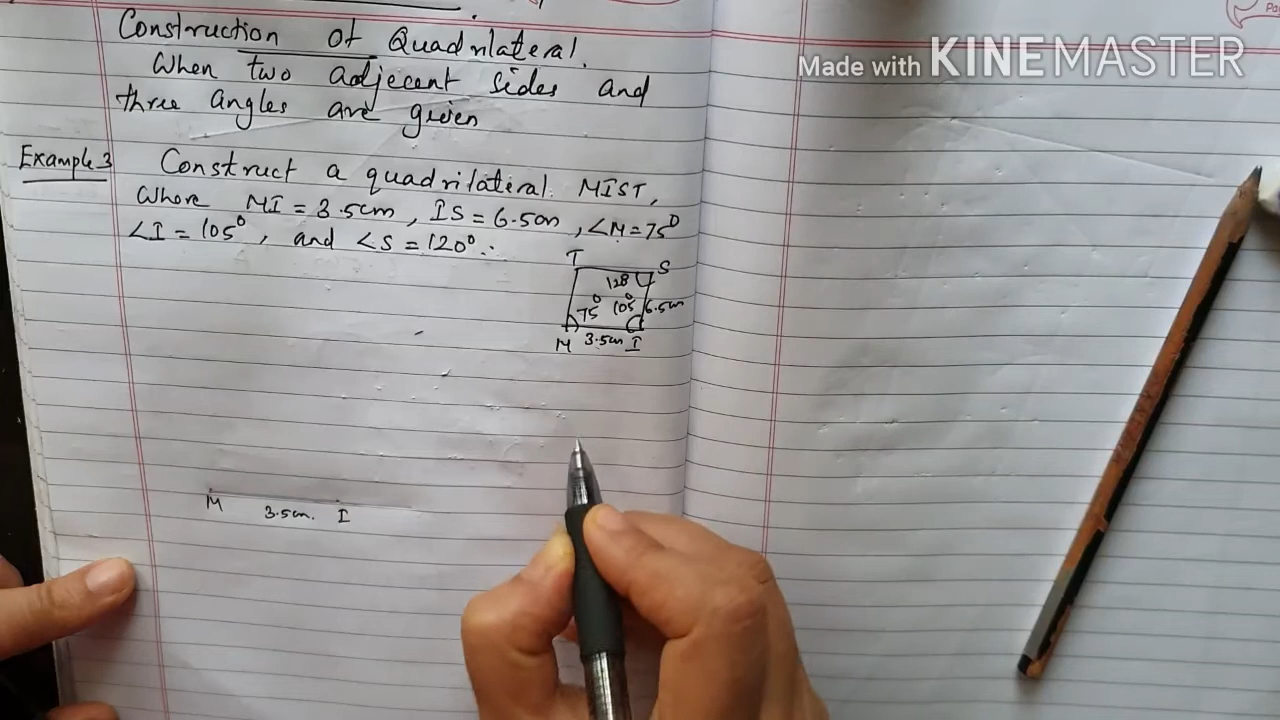 Construction of Quadrilateral.
When two adjecent sides and
three angles are given
Example 3 Construct a quadrilateral MIST,
Where MI = 3.5cm, IS = 6.5cm, ∠M = 75°
∠I = 105°, and ∠S = 120°.
T S
120
75° 105° 6.5cm
M 3.5cm I
M 3.5cm. I
Made with KINEMASTER